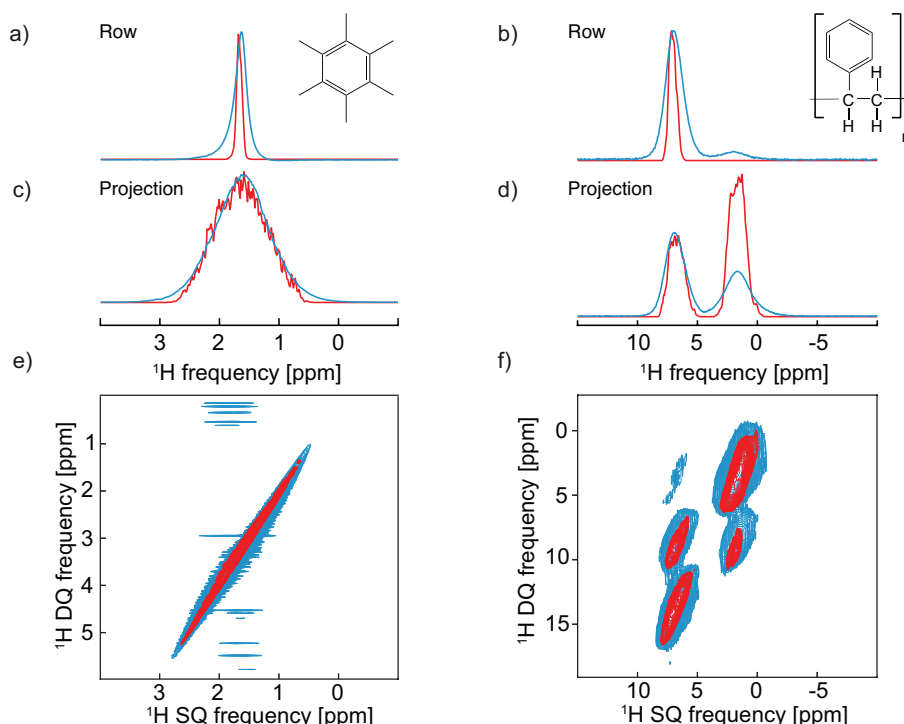 a)
Row
b)
Row
H
C
C
H
H
c)
Projection
d)
Projection
3
2
1
0
¹H frequency [ppm]
10
5
0
-5
¹H frequency [ppm]
e)
¹H DQ frequency [ppm]
1
2
3
4
5
3
2
1
0
¹H SQ frequency [ppm]
f)
¹H DQ frequency [ppm]
0
5
10
15
10
5
0
-5
¹H SQ frequency [ppm]